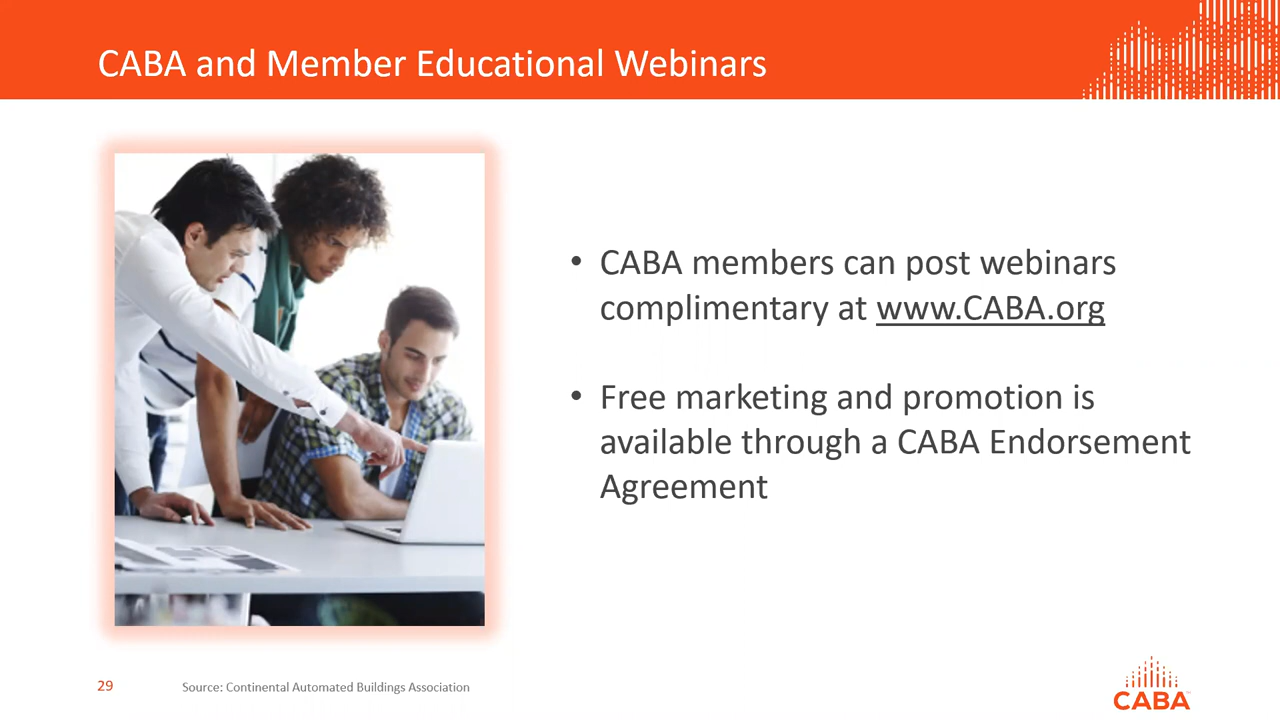 CABA and Member Educational Webinars
• CABA members can post webinars
complimentary at www.CABA.org
• Free marketing and promotion is
available through a CABA Endorsement
Agreement
29
Source: Continental Automated Buildings Association
CABA